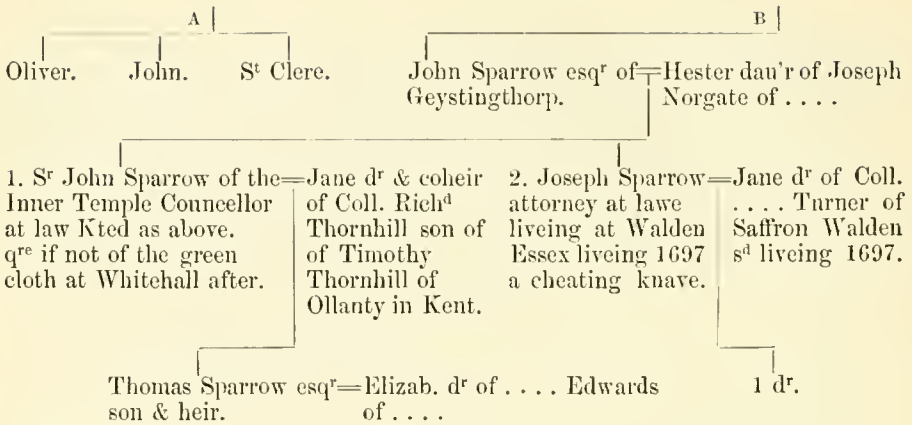 A B
Oliver. John. Sᵗ Clere.
John Sparrow esqʳ of=Hester dau'r of Joseph
Geystingthorp. Norgate of . . . .
1. Sʳ John Sparrow of the=Jane dʳ & coheir
Inner Temple Councellor of Coll. Richᵈ
at law Kted as above. Thornhill son of
qʳᵉ if not of the green of Timothy
cloth at Whitehall after. Thornhill of
Ollanty in Kent.
2. Joseph Sparrow=Jane dʳ of Coll.
attorney at lawe . . . . Turner of
liveing at Walden Saffron Walden
Essex liveing 1697 sᵈ liveing 1697.
a cheating knave.
Thomas Sparrow esqʳ=Elizab. dʳ of . . . . Edwards
son & heir. of . . . .
1 dʳ.